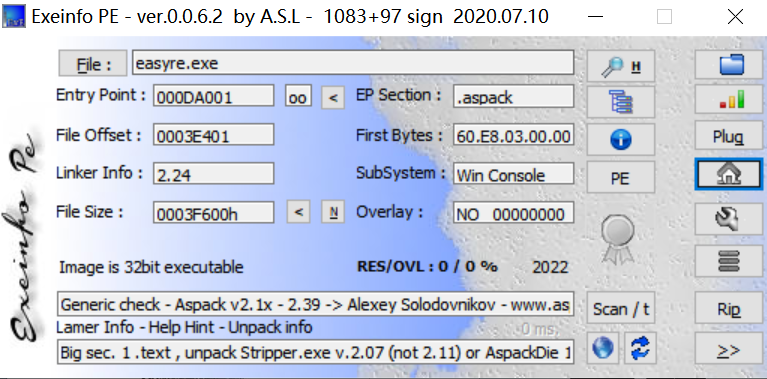 Exeinfo PE - ver.0.0.6.2 by A.S.L - 1083+97 sign 2020.07.10
File : easyre.exe H
Entry Point : 000DA001 oo < EP Section : .aspack
File Offset : 0003E401 First Bytes : 60.E8.03.00.00 Plug
Linker Info : 2.24 SubSystem : Win Console PE
File Size : 0003F600h < N Overlay : NO 00000000
Image is 32bit executable RES/OVL : 0 / 0 % 2022
Generic check - Aspack v2.1x - 2.39 -> Alexey Solodovnikov - www.as Scan / t Rip
Lamer Info - Help Hint - Unpack info 0 ms.
Big sec. 1 .text , unpack Stripper.exe v.2.07 (not 2.11) or AspackDie 1 >>
Exeinfo Pe